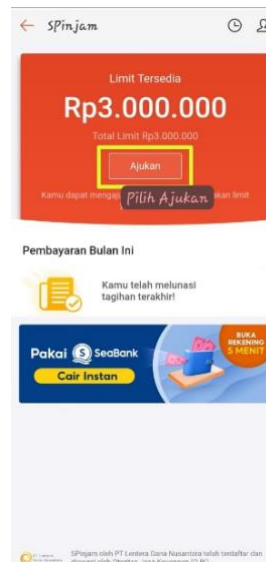 SPinjam
Limit Tersedia
Rp3.000.000
Total Limit Rp3.000.000
Ajukan
Kamu dapat mengaju
Pilih Ajukan
kan limit
Pembayaran Bulan Ini
Kamu telah melunasi
tagihan terakhir!
BUKA
REKENING
5 MENIT
Pakai S SeaBank
Cair Instan
SPinjam oleh PT Lentera Dana Nusantara telah terdaftar dan